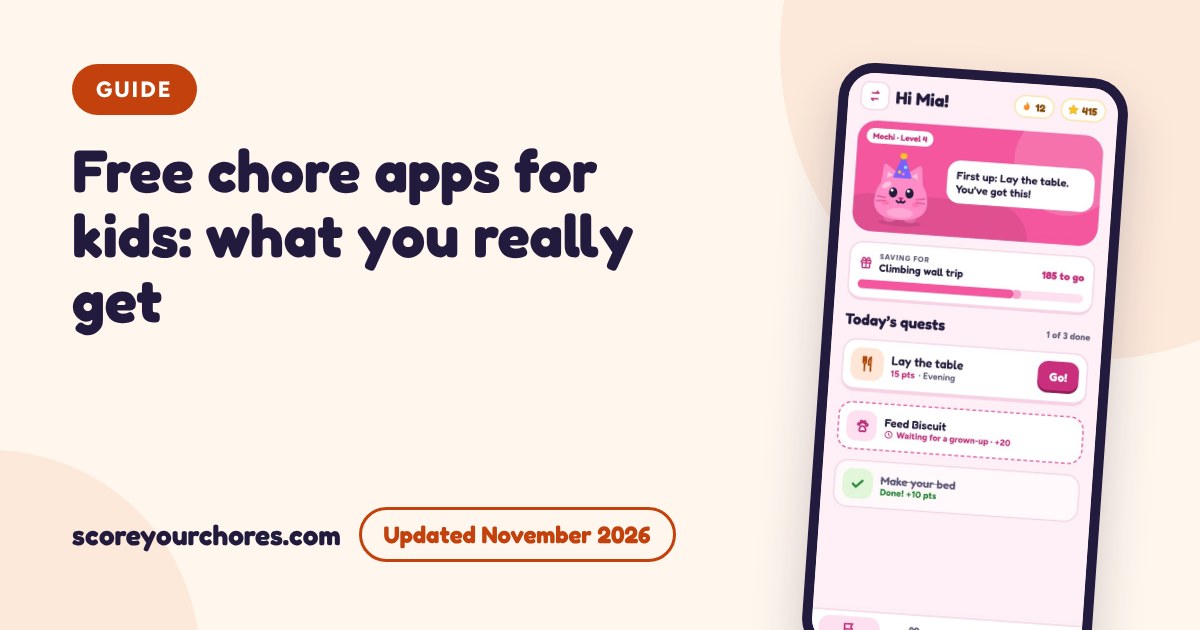 GUIDE
Free chore apps for
kids: what you really
get
scoreyourchores.com
Updated November 2026
Hi Mia!
12
415
Mochi · Level 4
First up: Lay the table.
You've got this!
SAVING FOR
Climbing wall trip
185 to go
Today's quests
1 of 3 done
Lay the table
15 pts · Evening
Go!
Feed Biscuit
Waiting for a grown-up · +20
Make your bed
Done! +10 pts